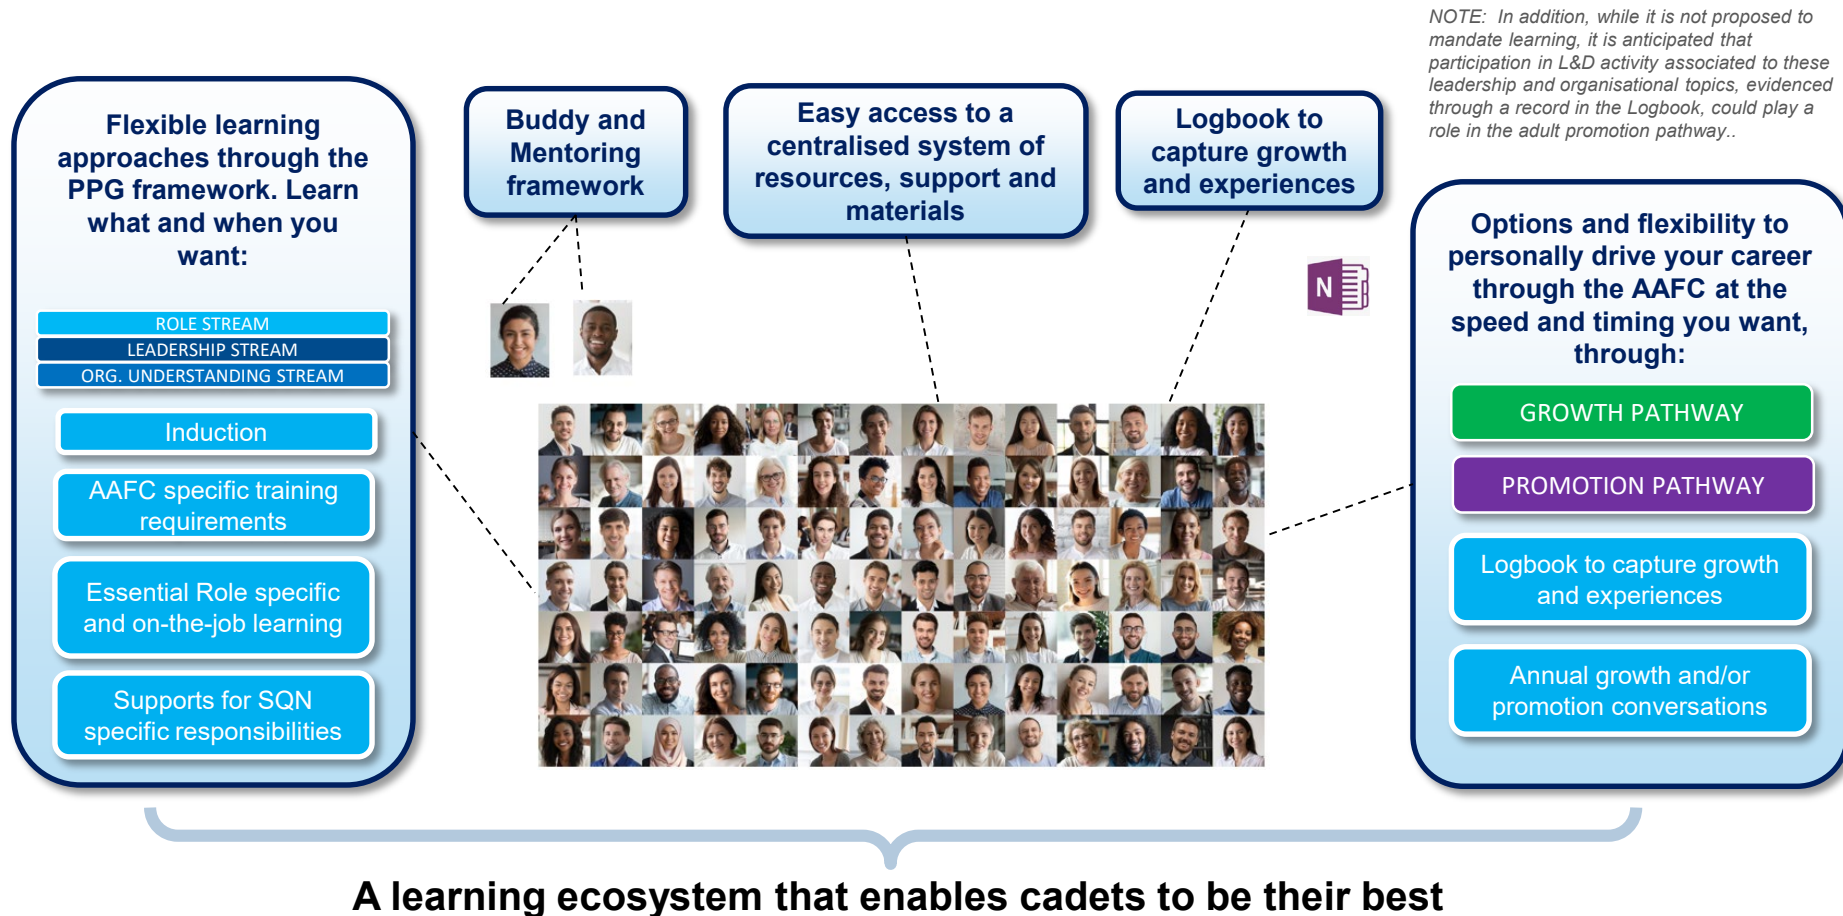 NOTE:  In addition, while it is not proposed to
mandate learning, it is anticipated that
participation in L&D activity associated to these
leadership and organisational topics, evidenced
through a record in the Logbook, could play a
role in the adult promotion pathway..
Flexible learning
approaches through the
PPG framework. Learn
what and when you
want:
ROLE STREAM
LEADERSHIP STREAM
ORG. UNDERSTANDING STREAM
Induction
AAFC specific training
requirements
Essential Role specific
and on-the-job learning
Supports for SQN
specific responsibilities
Buddy and
Mentoring
framework
Easy access to a
centralised system of
resources, support and
materials
Logbook to
capture growth
and experiences
N
Options and flexibility to
personally drive your career
through the AAFC at the
speed and timing you want,
through:
GROWTH PATHWAY
PROMOTION PATHWAY
Logbook to capture growth
and experiences
Annual growth and/or
promotion conversations
A learning ecosystem that enables cadets to be their best